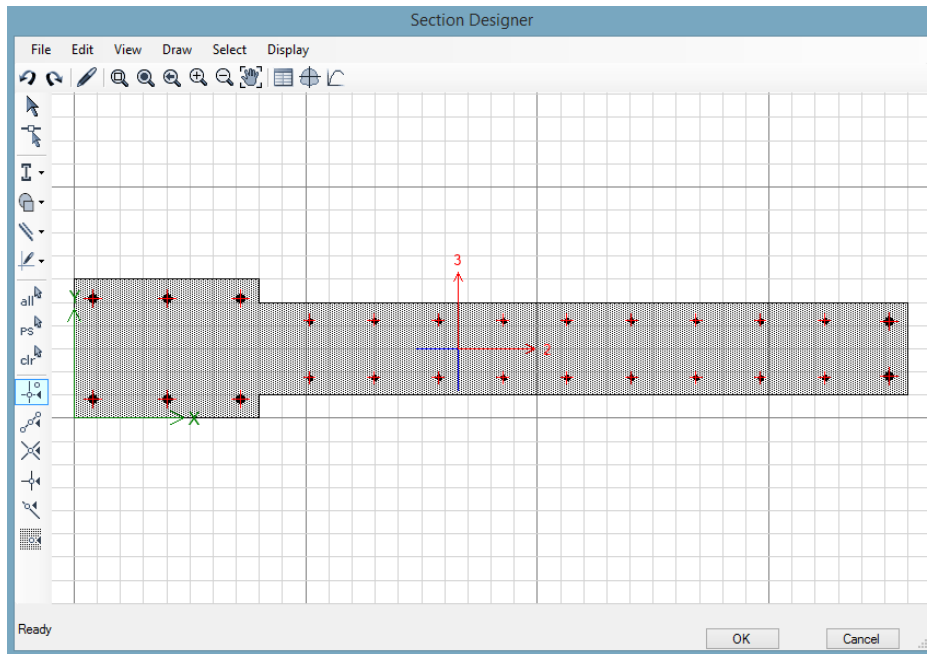 Section Designer
File Edit View Draw Select Display
all
PS
clr
3
2
Y
X
Ready
OK Cancel